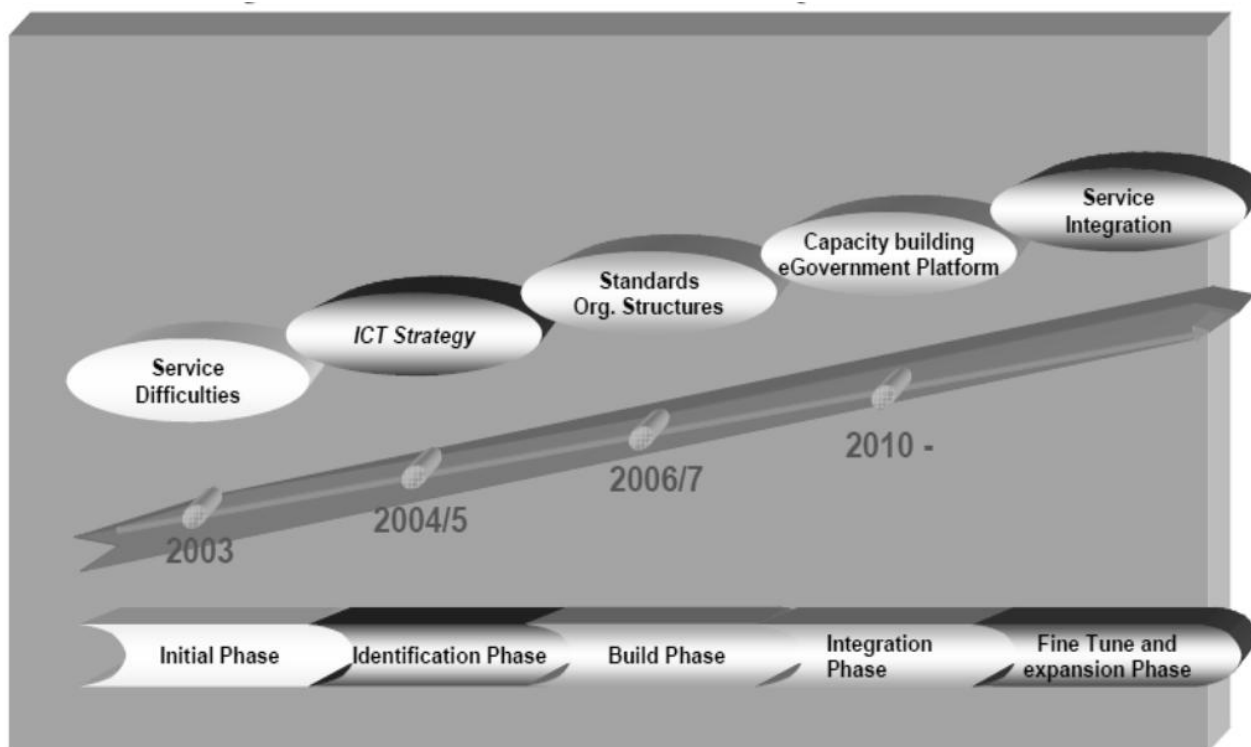 Service
Integration
Capacity building
eGovernment Platform
Standards
Org. Structures
ICT Strategy
Service
Difficulties
2010 -
2006/7
2004/5
2003
Initial Phase
Identification Phase
Build Phase
Integration
Phase
Fine Tune and
expansion Phase